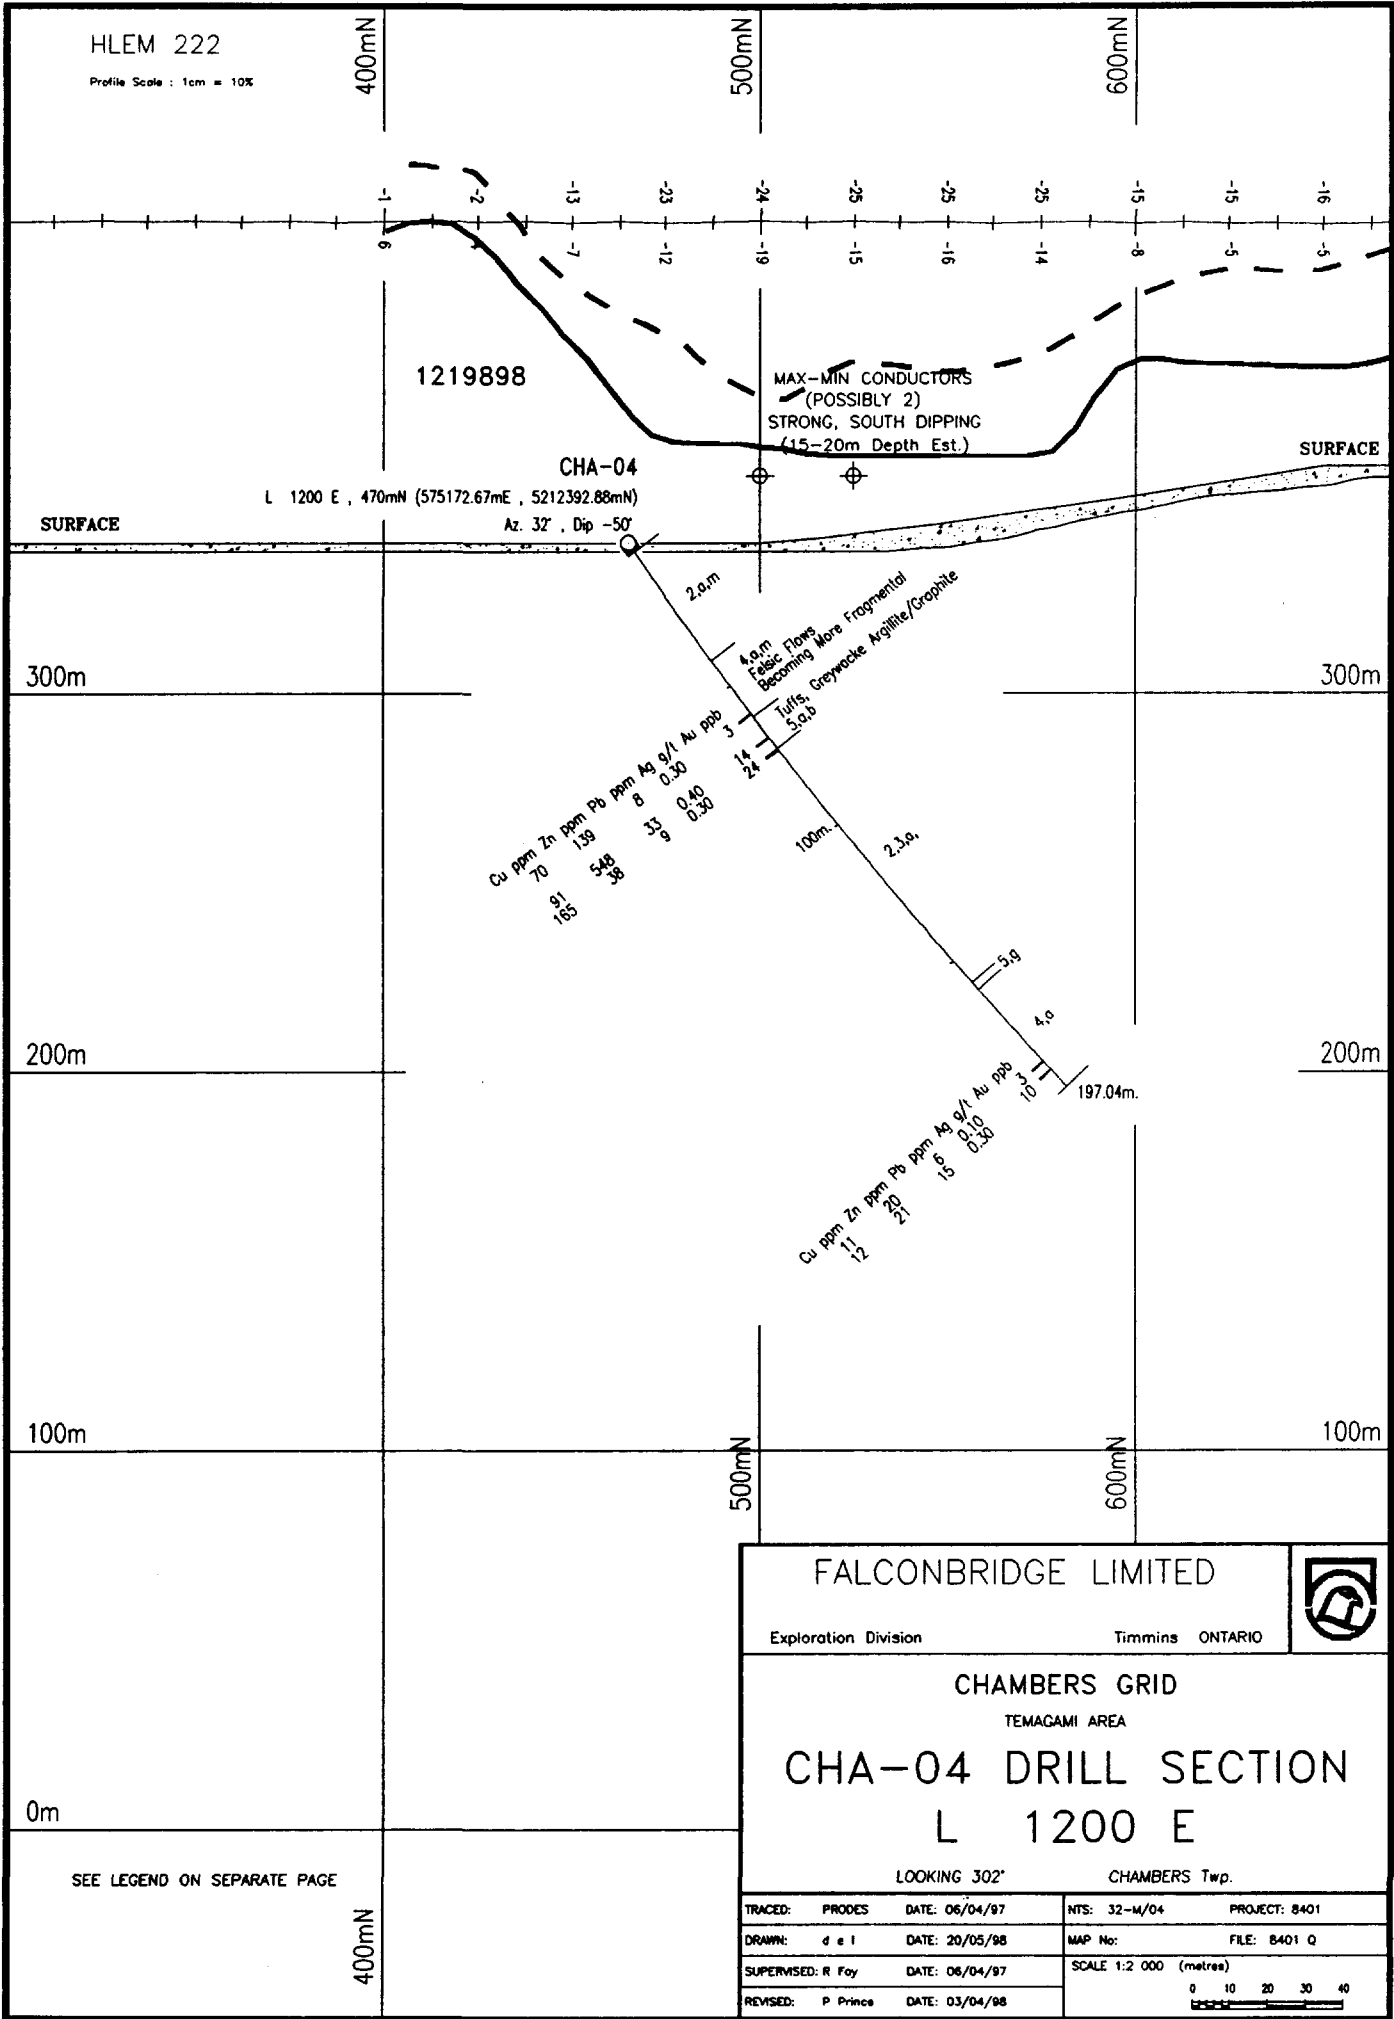 HLEM 222
Profile Scale : 1cm = 10%
400mN
500mN
600mN
-1
-2
-13
-23
-24
-25
-25
-25
-15
-15
-16
6
4
-7
-12
-19
-15
-16
-14
-8
-5
-5
1219898
MAX-MIN CONDUCTORS
(POSSIBLY 2)
STRONG, SOUTH DIPPING
(15-20m Depth Est.)
CHA-04
L 1200 E , 470mN (575172.67mE , 5212392.88mN)
Az. 32° , Dip -50°
SURFACE
SURFACE
2,a,m
4,a,m
Felsic Flows
Becoming More Fragmental
Tuffs, Greywacke Argillite/Graphite
5,a,b
300m
300m
Cu ppm Zn ppm Pb ppm Ag g/t Au ppb
70 139 8 0.30 3
91 548 33 0.40 14
165 38 9 0.30 24
100m.
2,3,a,
5,g
4,a
200m
200m
197.04m.
Cu ppm Zn ppm Pb ppm Ag g/t Au ppb
11 20 6 0.10 3
12 21 15 0.30 10
100m
100m
500mN
600mN
0m
400mN
SEE LEGEND ON SEPARATE PAGE
FALCONBRIDGE LIMITED
Exploration Division Timmins ONTARIO
CHAMBERS GRID
TEMAGAMI AREA
CHA-04 DRILL SECTION
L 1200 E
LOOKING 302° CHAMBERS Twp.
TRACED: PRODES DATE: 06/04/97 NTS: 32-M/04 PROJECT: 8401
DRAWN: d e l DATE: 20/05/98 MAP No: FILE: 8401 Q
SUPERVISED: R Foy DATE: 06/04/97 SCALE 1:2 000 (metres)
REVISED: P Prince DATE: 03/04/98 0 10 20 30 40